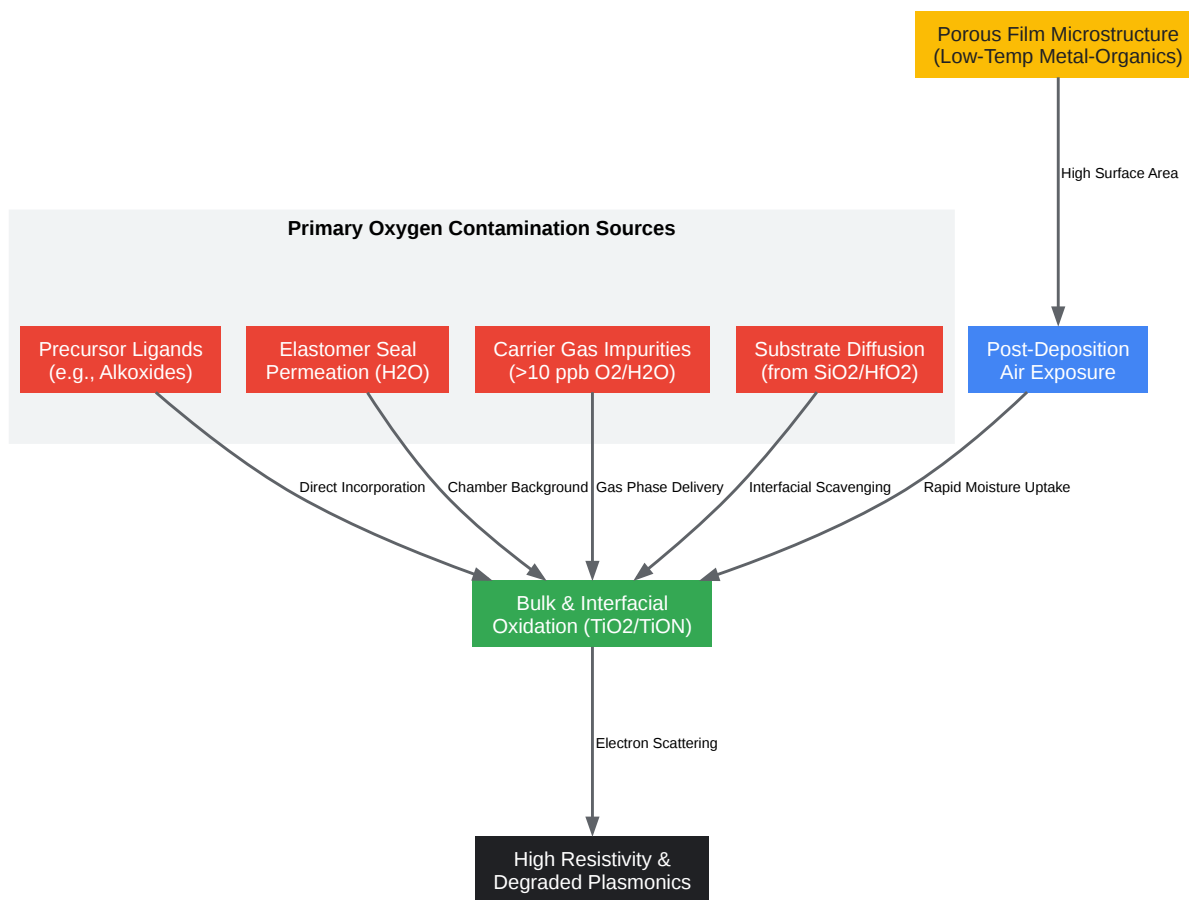 Porous Film Microstructure
(Low-Temp Metal-Organics)
High Surface Area
Primary Oxygen Contamination Sources
Precursor Ligands
(e.g., Alkoxides)
Elastomer Seal
Permeation (H2O)
Carrier Gas Impurities
(>10 ppb O2/H2O)
Substrate Diffusion
(from SiO2/HfO2)
Post-Deposition
Air Exposure
Direct Incorporation
Chamber Background
Gas Phase Delivery
Interfacial Scavenging
Rapid Moisture Uptake
Bulk & Interfacial
Oxidation (TiO2/TiON)
Electron Scattering
High Resistivity &
Degraded Plasmonics